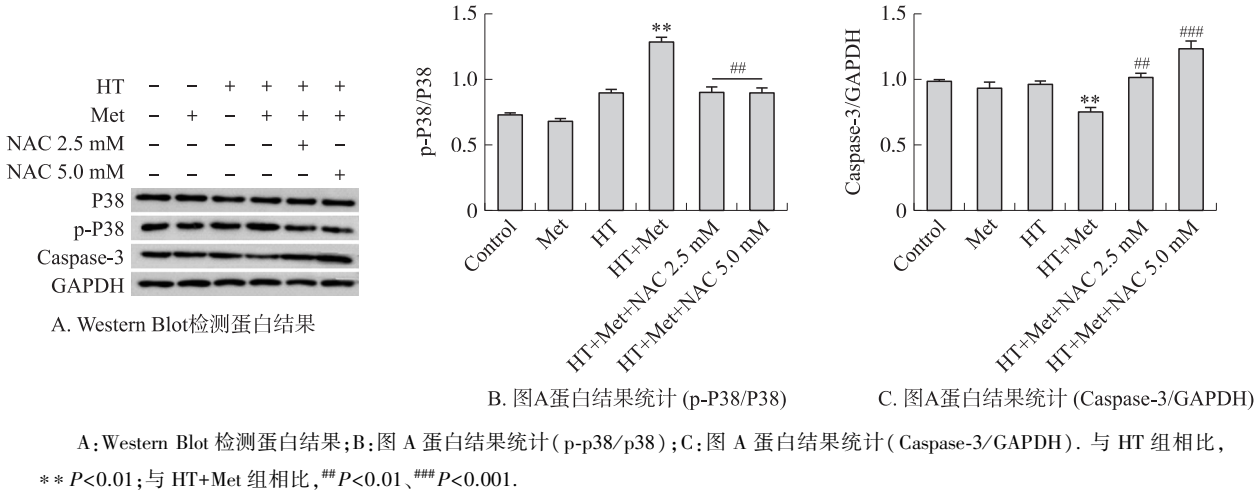 HT − − + + + +
Met − + − + + +
NAC 2.5 mM − − − − + −
NAC 5.0 mM − − − − − +
P38
p-P38
Caspase-3
GAPDH
A. Western Blot检测蛋白结果
p-P38/P38
1.5
1.0
0.5
0
**
##
Control
Met
HT
HT+Met
HT+Met+NAC 2.5 mM
HT+Met+NAC 5.0 mM
B. 图A蛋白结果统计 (p-P38/P38)
Caspase-3/GAPDH
1.5
1.0
0.5
0
**
##
###
Control
Met
HT
HT+Met
HT+Met+NAC 2.5 mM
HT+Met+NAC 5.0 mM
C. 图A蛋白结果统计 (Caspase-3/GAPDH)
A:Western Blot 检测蛋白结果;B:图 A 蛋白结果统计(p-p38/p38);C:图 A 蛋白结果统计(Caspase-3/GAPDH). 与 HT 组相比,
**P<0.01;与 HT+Met 组相比,##P<0.01、###P<0.001.